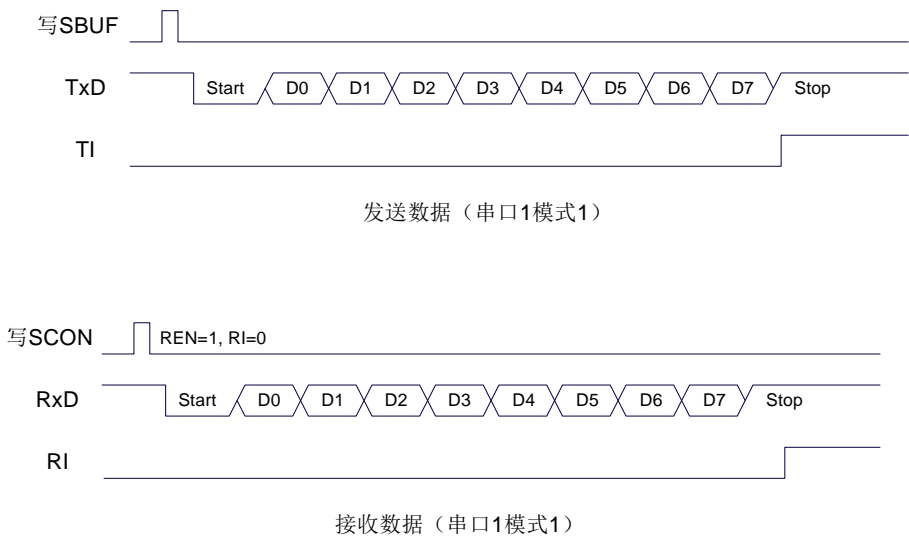 写SBUF
TxD Start D0 D1 D2 D3 D4 D5 D6 D7 Stop
TI
发送数据（串口1模式1）
写SCON REN=1, RI=0
RxD Start D0 D1 D2 D3 D4 D5 D6 D7 Stop
RI
接收数据（串口1模式1）